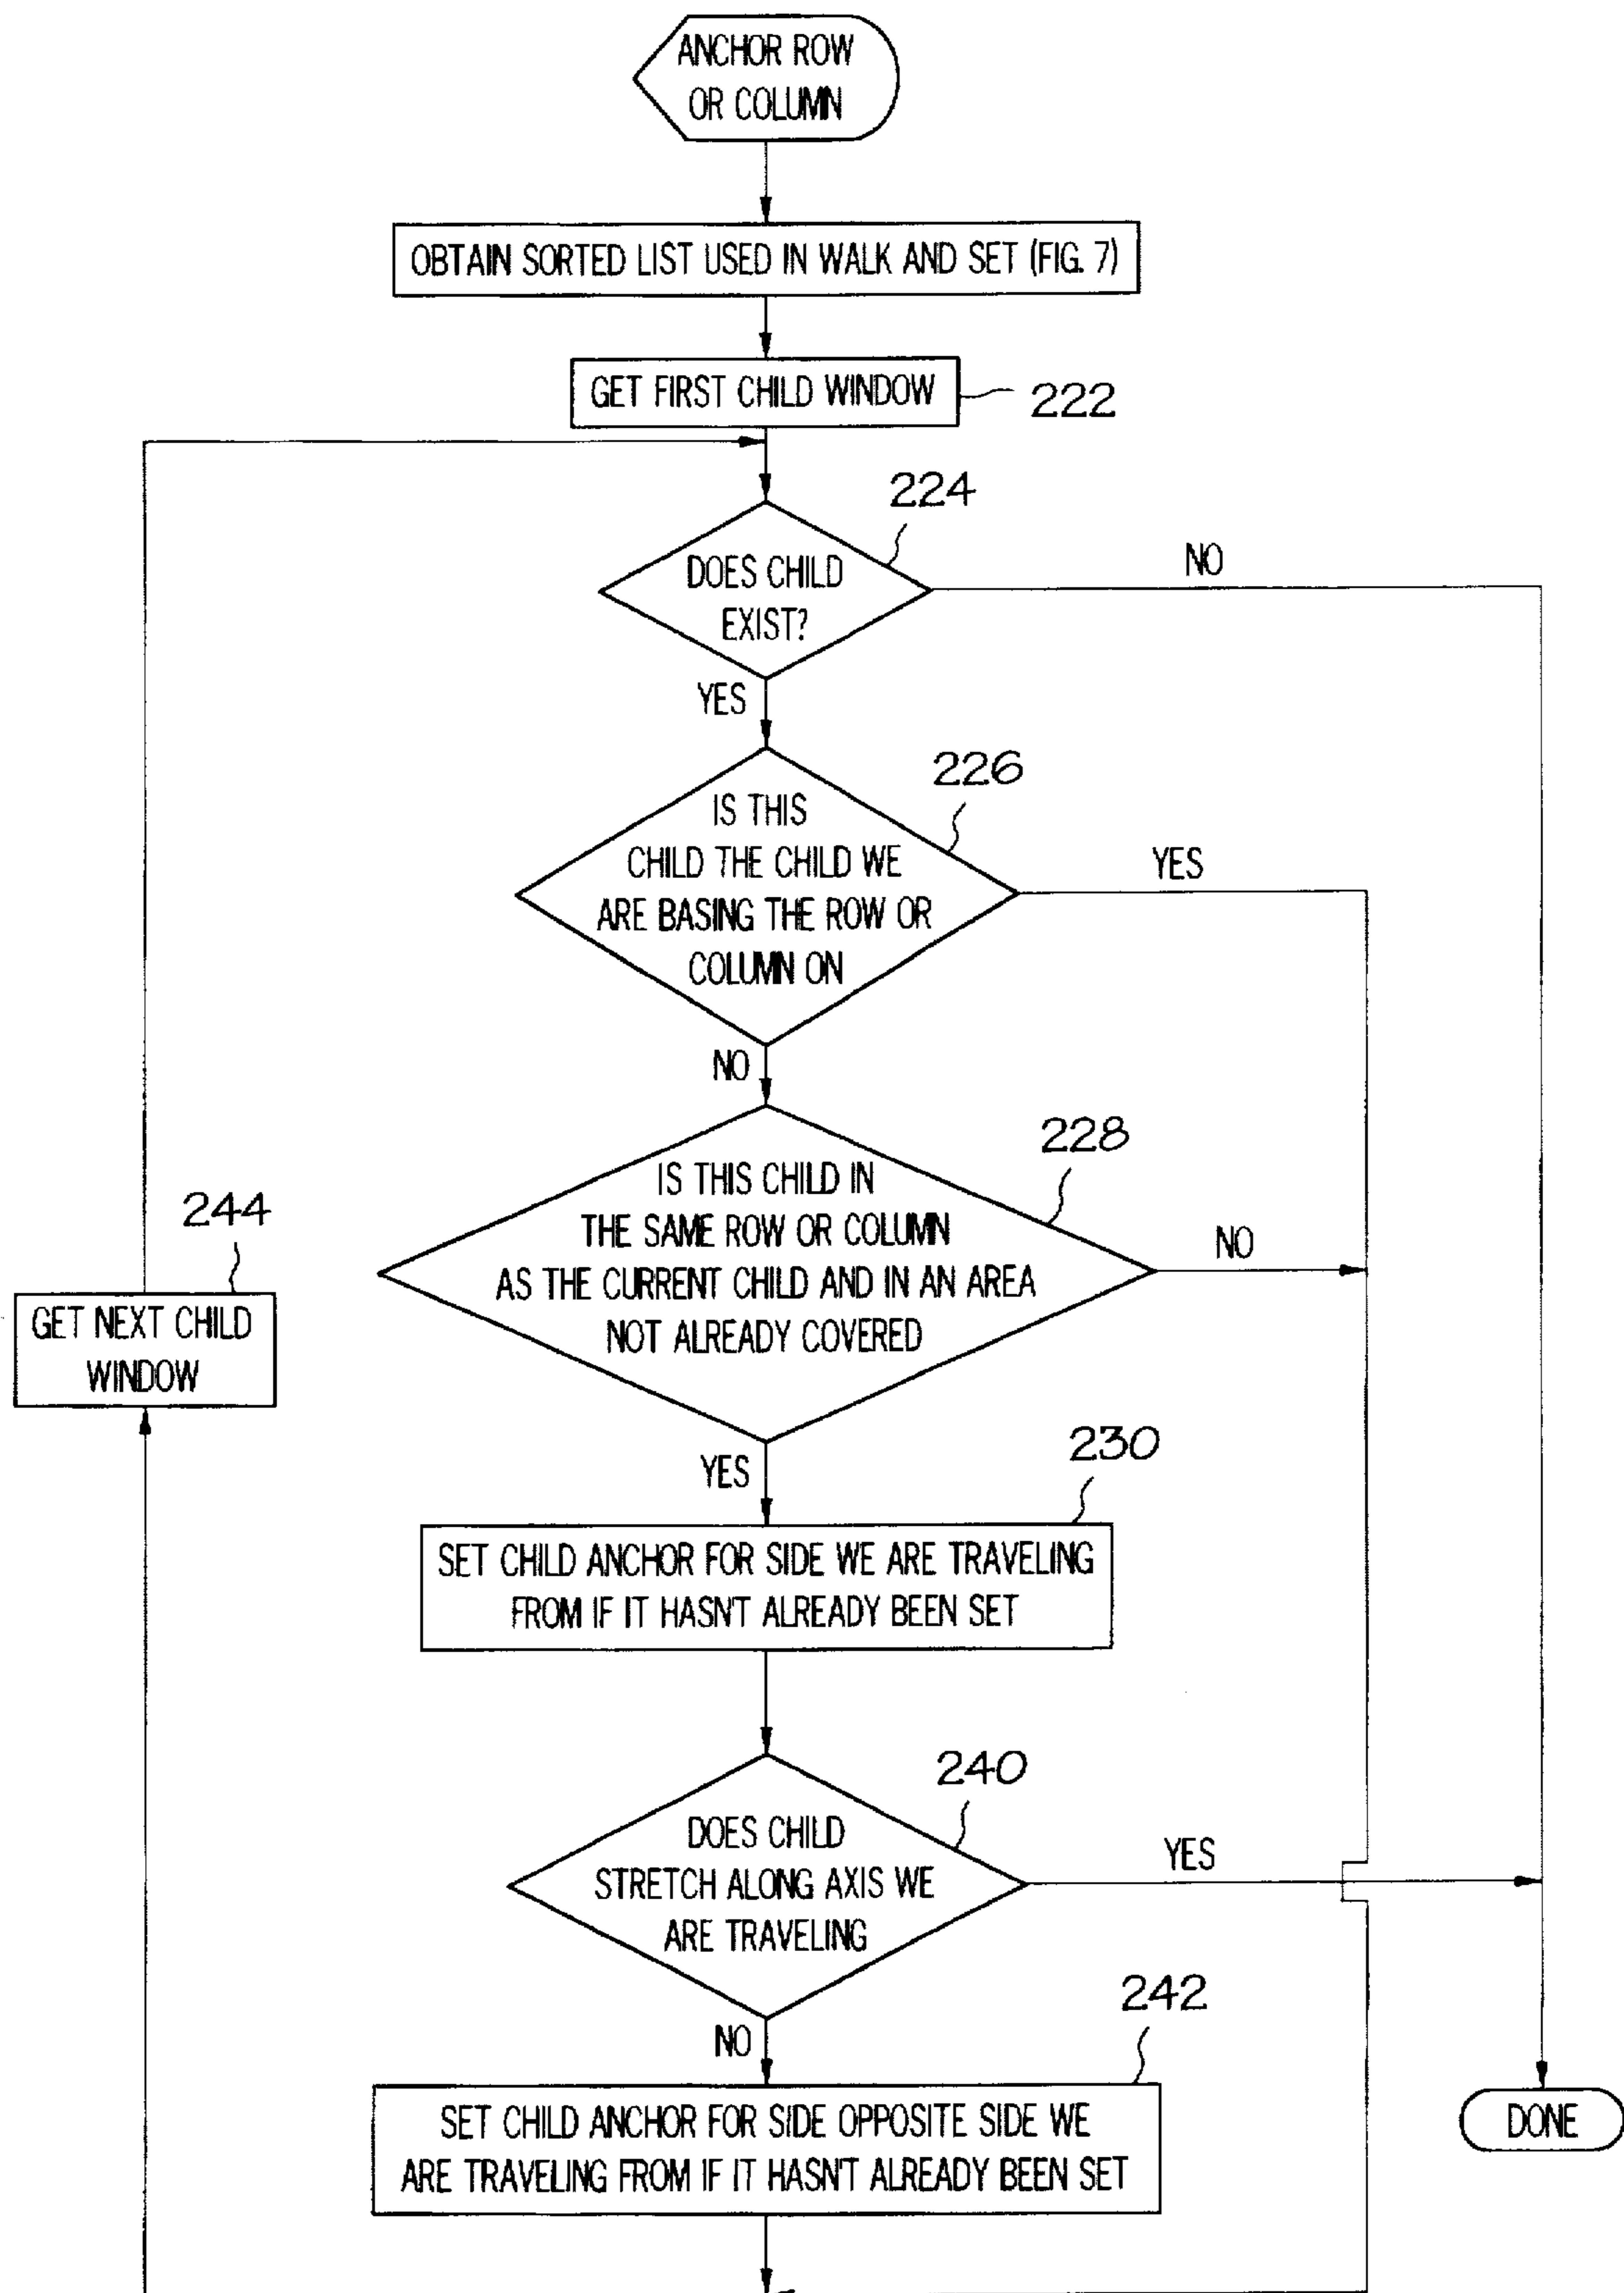 ANCHOR ROW
OR COLUMN
OBTAIN SORTED LIST USED IN WALK AND SET (FIG. 7)
GET FIRST CHILD WINDOW
222
224
DOES CHILD
EXIST?
NO
YES
226
IS THIS
CHILD THE CHILD WE
ARE BASING THE ROW OR
COLUMN ON
YES
NO
228
IS THIS CHILD IN
THE SAME ROW OR COLUMN
AS THE CURRENT CHILD AND IN AN AREA
NOT ALREADY COVERED
NO
244
GET NEXT CHILD
WINDOW
YES
230
SET CHILD ANCHOR FOR SIDE WE ARE TRAVELING
FROM IF IT HASN'T ALREADY BEEN SET
240
DOES CHILD
STRETCH ALONG AXIS WE
ARE TRAVELING
YES
NO
242
SET CHILD ANCHOR FOR SIDE OPPOSITE SIDE WE
ARE TRAVELING FROM IF IT HASN'T ALREADY BEEN SET
DONE